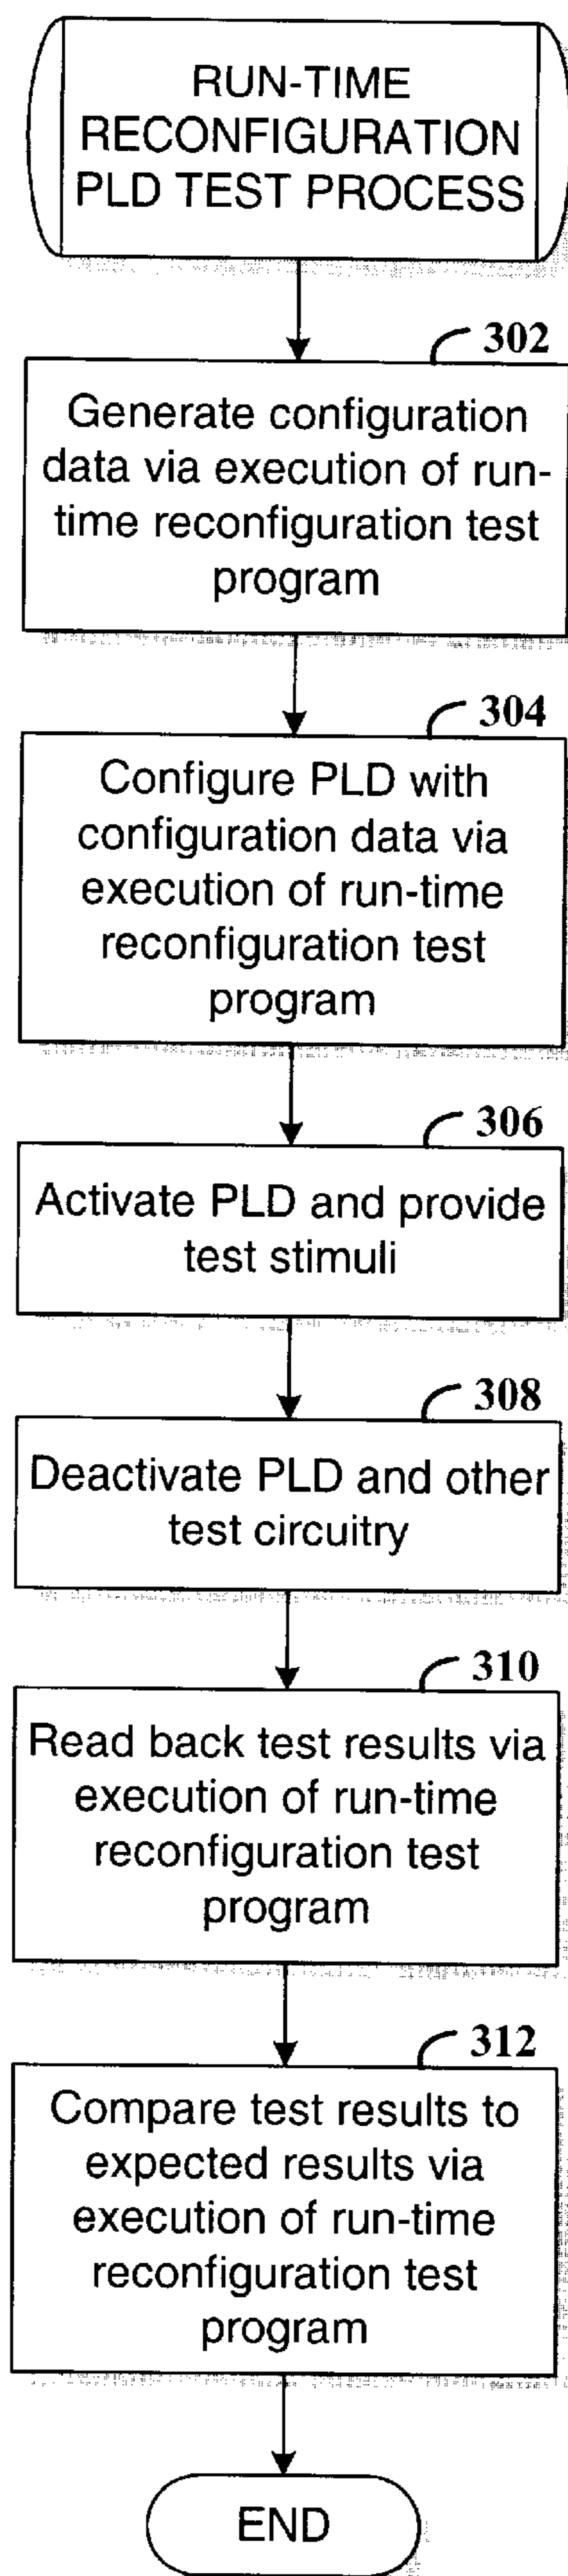 RUN-TIME
RECONFIGURATION
PLD TEST PROCESS
302
Generate configuration
data via execution of run-
time reconfiguration test
program
304
Configure PLD with
configuration data via
execution of run-time
reconfiguration test
program
306
Activate PLD and provide
test stimuli
308
Deactivate PLD and other
test circuitry
310
Read back test results via
execution of run-time
reconfiguration test
program
312
Compare test results to
expected results via
execution of run-time
reconfiguration test
program
END